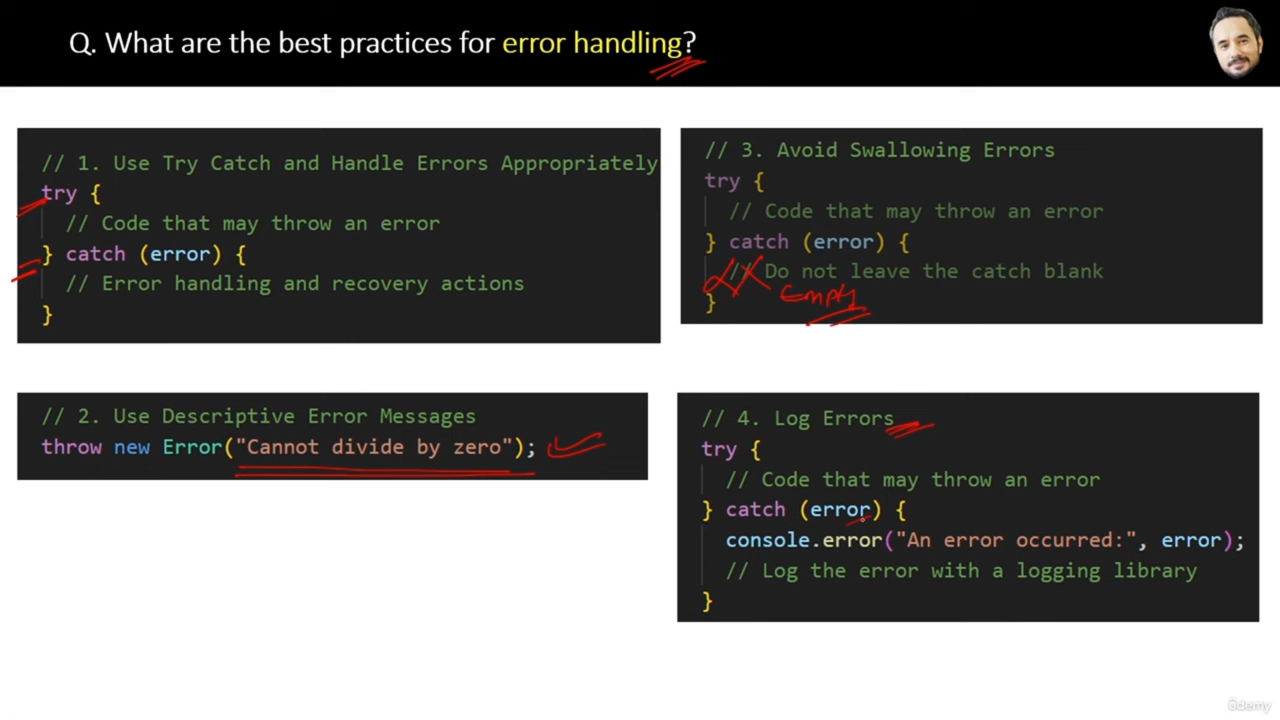 Q. What are the best practices for error handling?
// 1. Use Try Catch and Handle Errors Appropriately
try {
// Code that may throw an error
} catch (error) {
// Error handling and recovery actions
}
// 2. Use Descriptive Error Messages
throw new Error("Cannot divide by zero");
// 3. Avoid Swallowing Errors
try {
// Code that may throw an error
} catch (error) {
// Do not leave the catch blank
Empty
}
// 4. Log Errors
try {
// Code that may throw an error
} catch (error) {
console.error("An error occurred:", error);
// Log the error with a logging library
}
ûdemy